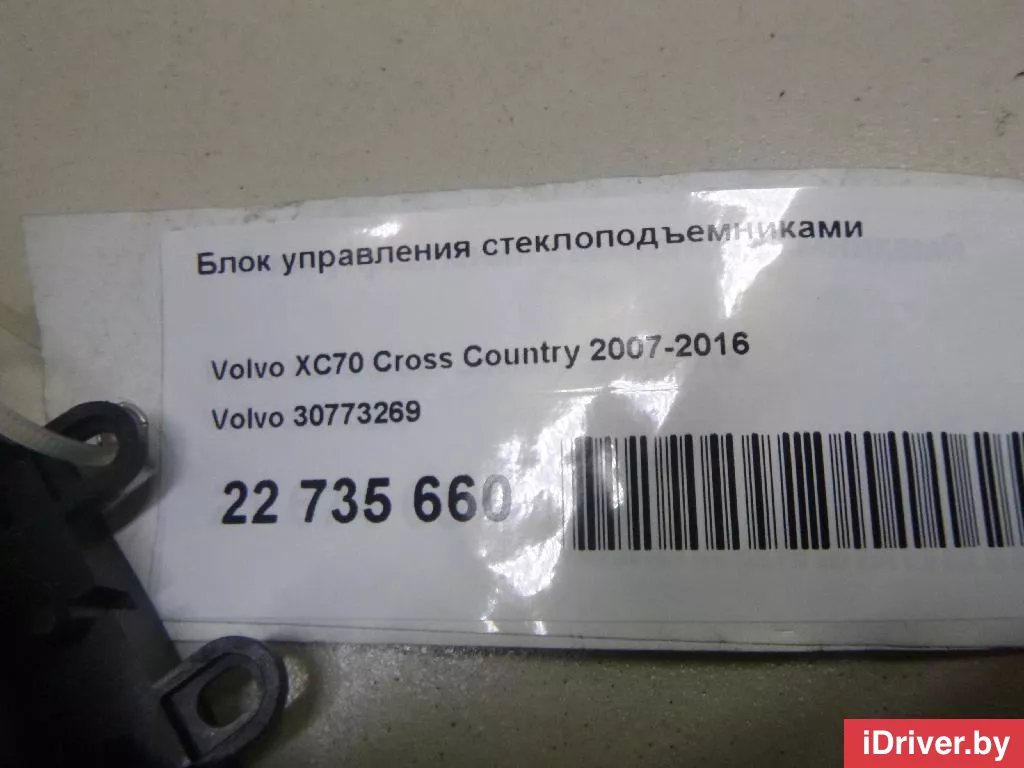 Блок управления стеклоподъемниками
Volvo XC70 Cross Country 2007-2016
Volvo 30773269
22 735 660
iDriver.by